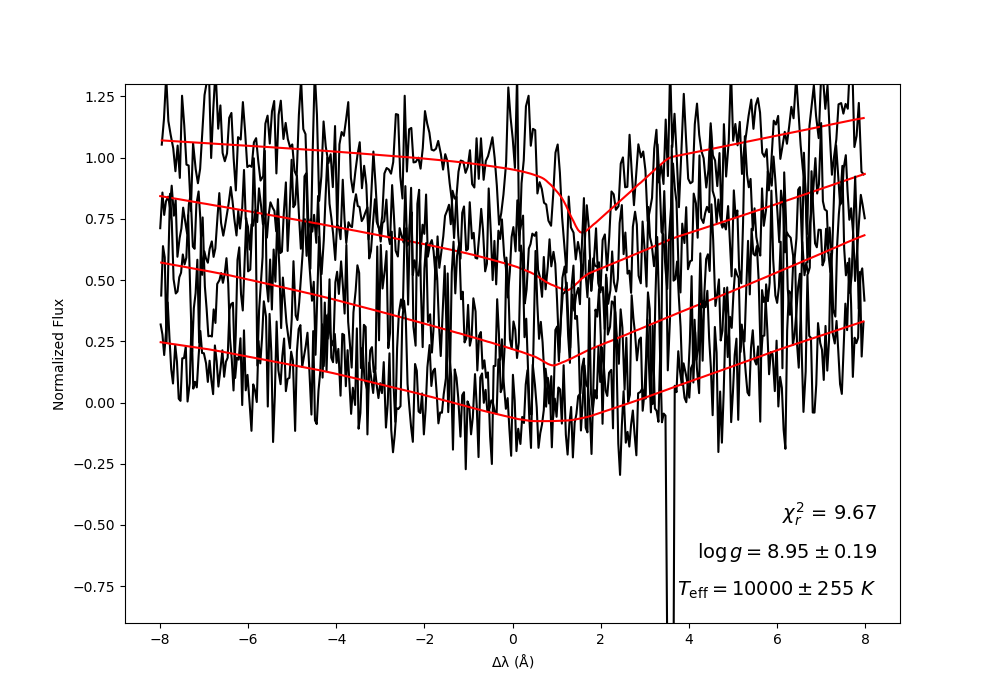 1.25
1.00
0.75
0.50
0.25
0.00
−0.25
−0.50
−0.75
Normalized Flux
χ²ᵣ = 9.67
log g = 8.95 ± 0.19
T_eff = 10000 ± 255 K
−8 −6 −4 −2 0 2 4 6 8
Δλ (Å)